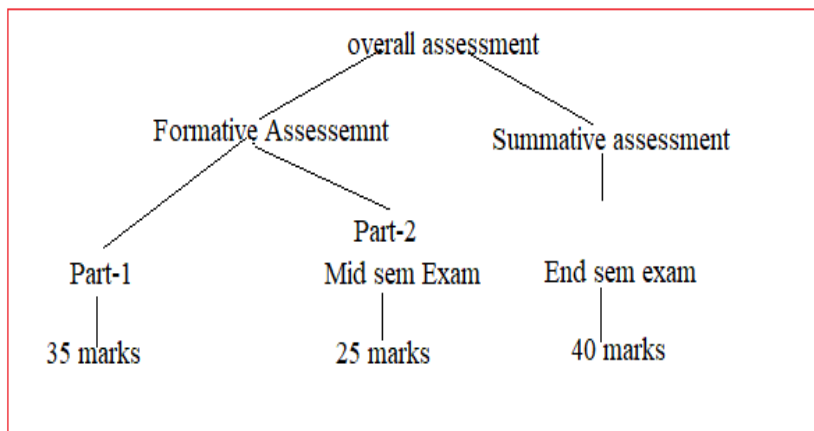 overall assessment
Formative Assessemnt
Summative assessment
Part-2
Part-1
Mid sem Exam
End sem exam
35 marks
25 marks
40 marks